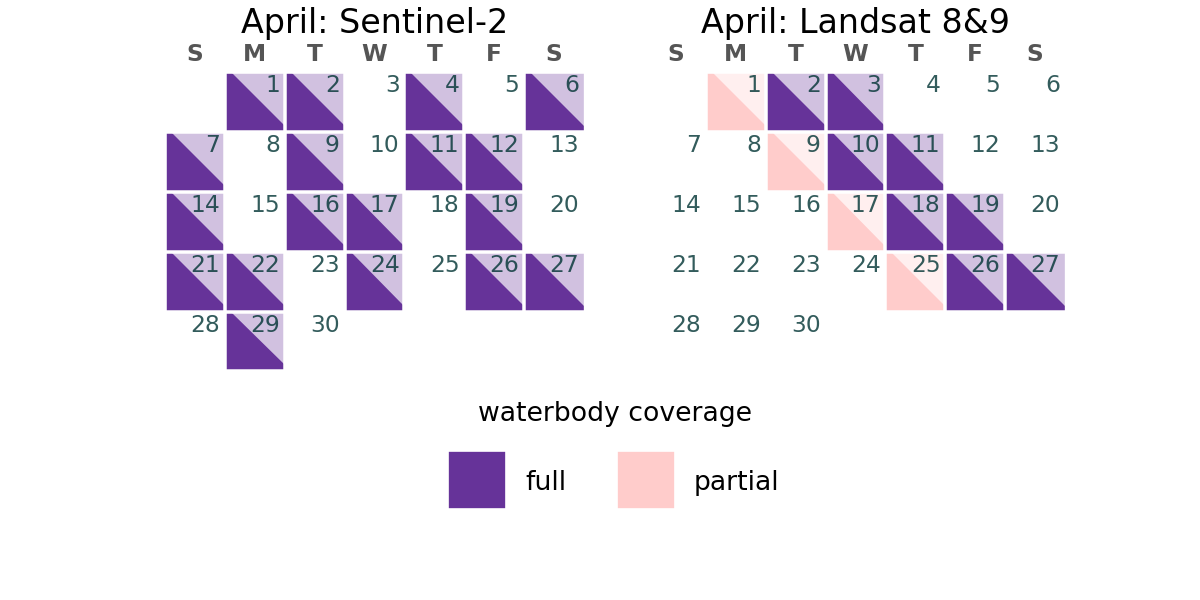 April: Sentinel-2
S M T W T F S
1 2 3 4 5 6
7 8 9 10 11 12 13
14 15 16 17 18 19 20
21 22 23 24 25 26 27
28 29 30
April: Landsat 8&9
S M T W T F S
1 2 3 4 5 6
7 8 9 10 11 12 13
14 15 16 17 18 19 20
21 22 23 24 25 26 27
28 29 30
waterbody coverage
full partial